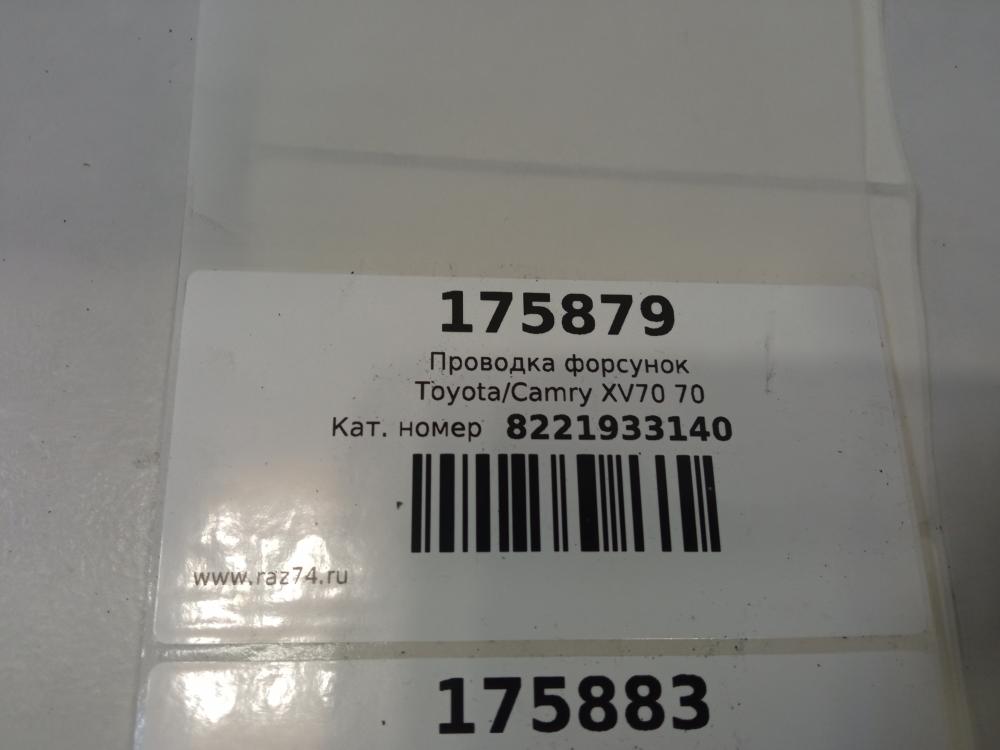 175879
Проводка форсунок
Toyota/Camry XV70 70
Кат. номер 8221933140
www.raz74.ru
175883